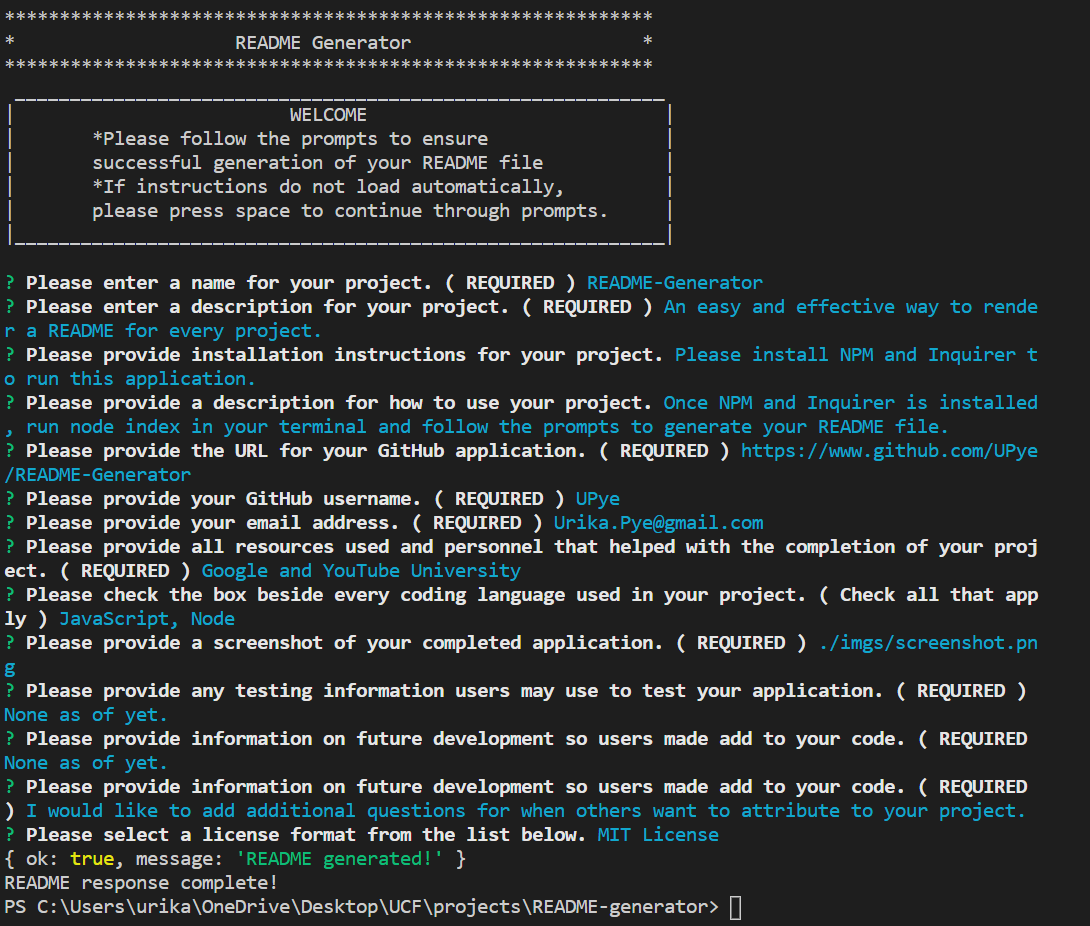 ***********************************************************
*                    README Generator                     *
***********************************************************
___________________________________________________________
|                         WELCOME                           |
|       *Please follow the prompts to ensure                |
|       successful generation of your README file           |
|       *If instructions do not load automatically,         |
|       please press space to continue through prompts.     |
|___________________________________________________________|
? Please enter a name for your project. ( REQUIRED ) README-Generator
? Please enter a description for your project. ( REQUIRED ) An easy and effective way to rende
r a README for every project.
? Please provide installation instructions for your project. Please install NPM and Inquirer t
o run this application.
? Please provide a description for how to use your project. Once NPM and Inquirer is installed
, run node index in your terminal and follow the prompts to generate your README file.
? Please provide the URL for your GitHub application. ( REQUIRED ) https://www.github.com/UPye
/README-Generator
? Please provide your GitHub username. ( REQUIRED ) UPye
? Please provide your email address. ( REQUIRED ) Urika.Pye@gmail.com
? Please provide all resources used and personnel that helped with the completion of your proj
ect. ( REQUIRED ) Google and YouTube University
? Please check the box beside every coding language used in your project. ( Check all that app
ly ) JavaScript, Node
? Please provide a screenshot of your completed application. ( REQUIRED ) ./imgs/screenshot.pn
g
? Please provide any testing information users may use to test your application. ( REQUIRED )
None as of yet.
? Please provide information on future development so users made add to your code. ( REQUIRED
None as of yet.
? Please provide information on future development so users made add to your code. ( REQUIRED
) I would like to add additional questions for when others want to attribute to your project.
? Please select a license format from the list below. MIT License
{ ok: true, message: 'README generated!' }
README response complete!
PS C:\Users\urika\OneDrive\Desktop\UCF\projects\README-generator>